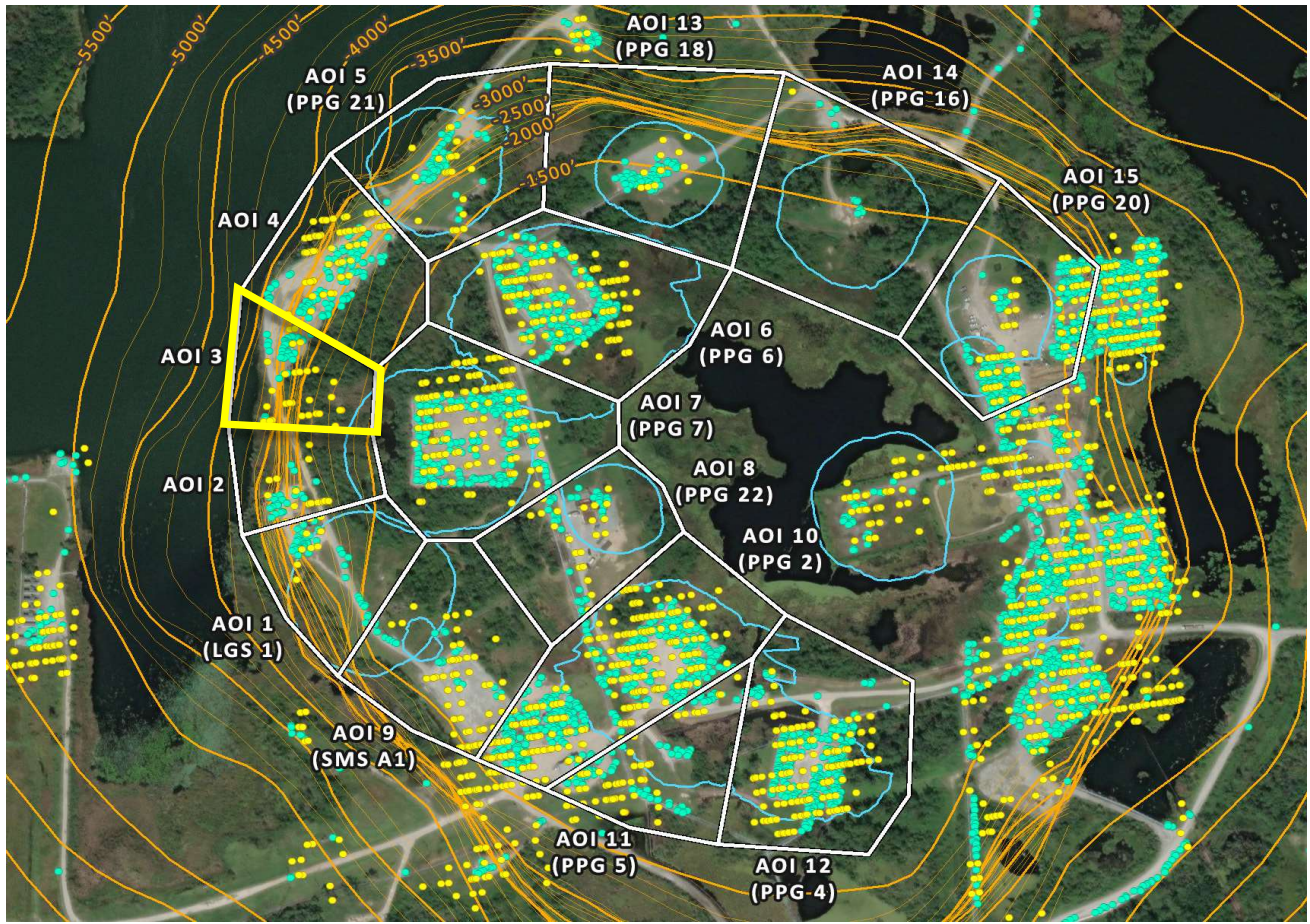 -5500'
-5000'
-4500'
-4000'
-3500'
-3000'
-2500'
-2000'
-1500'
AOI 13
(PPG 18)
AOI 14
(PPG 16)
AOI 5
(PPG 21)
AOI 15
(PPG 20)
AOI 4
AOI 3
AOI 6
(PPG 6)
AOI 7
(PPG 7)
AOI 2
AOI 8
(PPG 22)
AOI 10
(PPG 2)
AOI 1
(LGS 1)
AOI 9
(SMS A1)
AOI 11
(PPG 5)
AOI 12
(PPG 4)